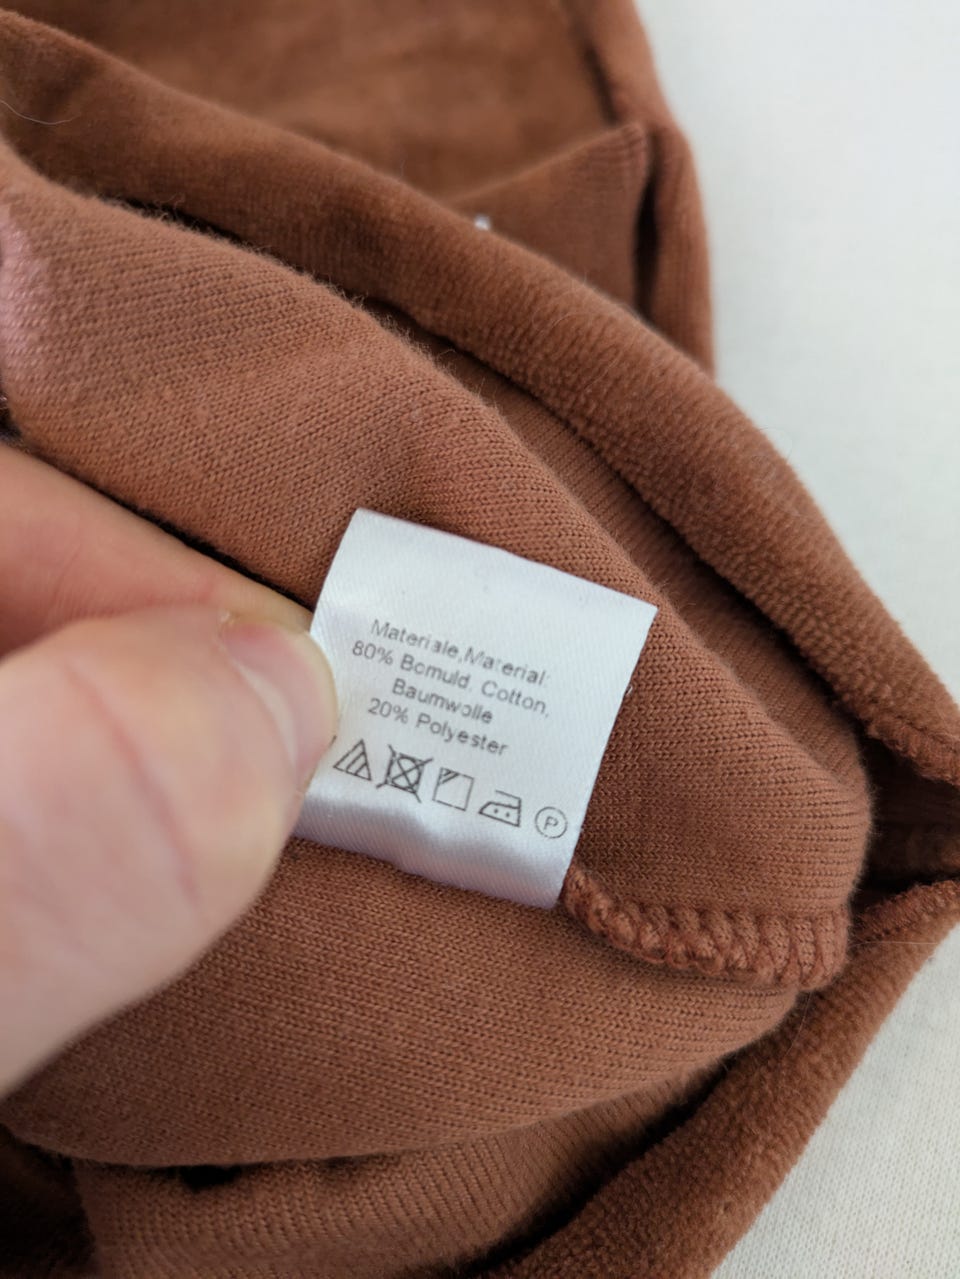 Materiale,Material:
80% Bomuld, Cotton,
Baumwolle
20% Polyester
P